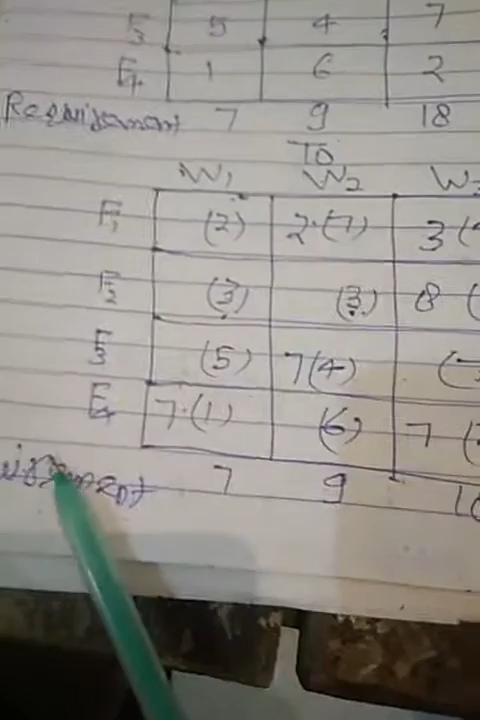 F3 5 4 7
F4 1 6 2
Requirement 7 9 18
TO
W1 W2 W3
F1 (2) 2·(7) 3(
F2 (3) (3) 8 (
F3 (5) 7(4) (
F4 7·(1) (6) 7 (
7 9